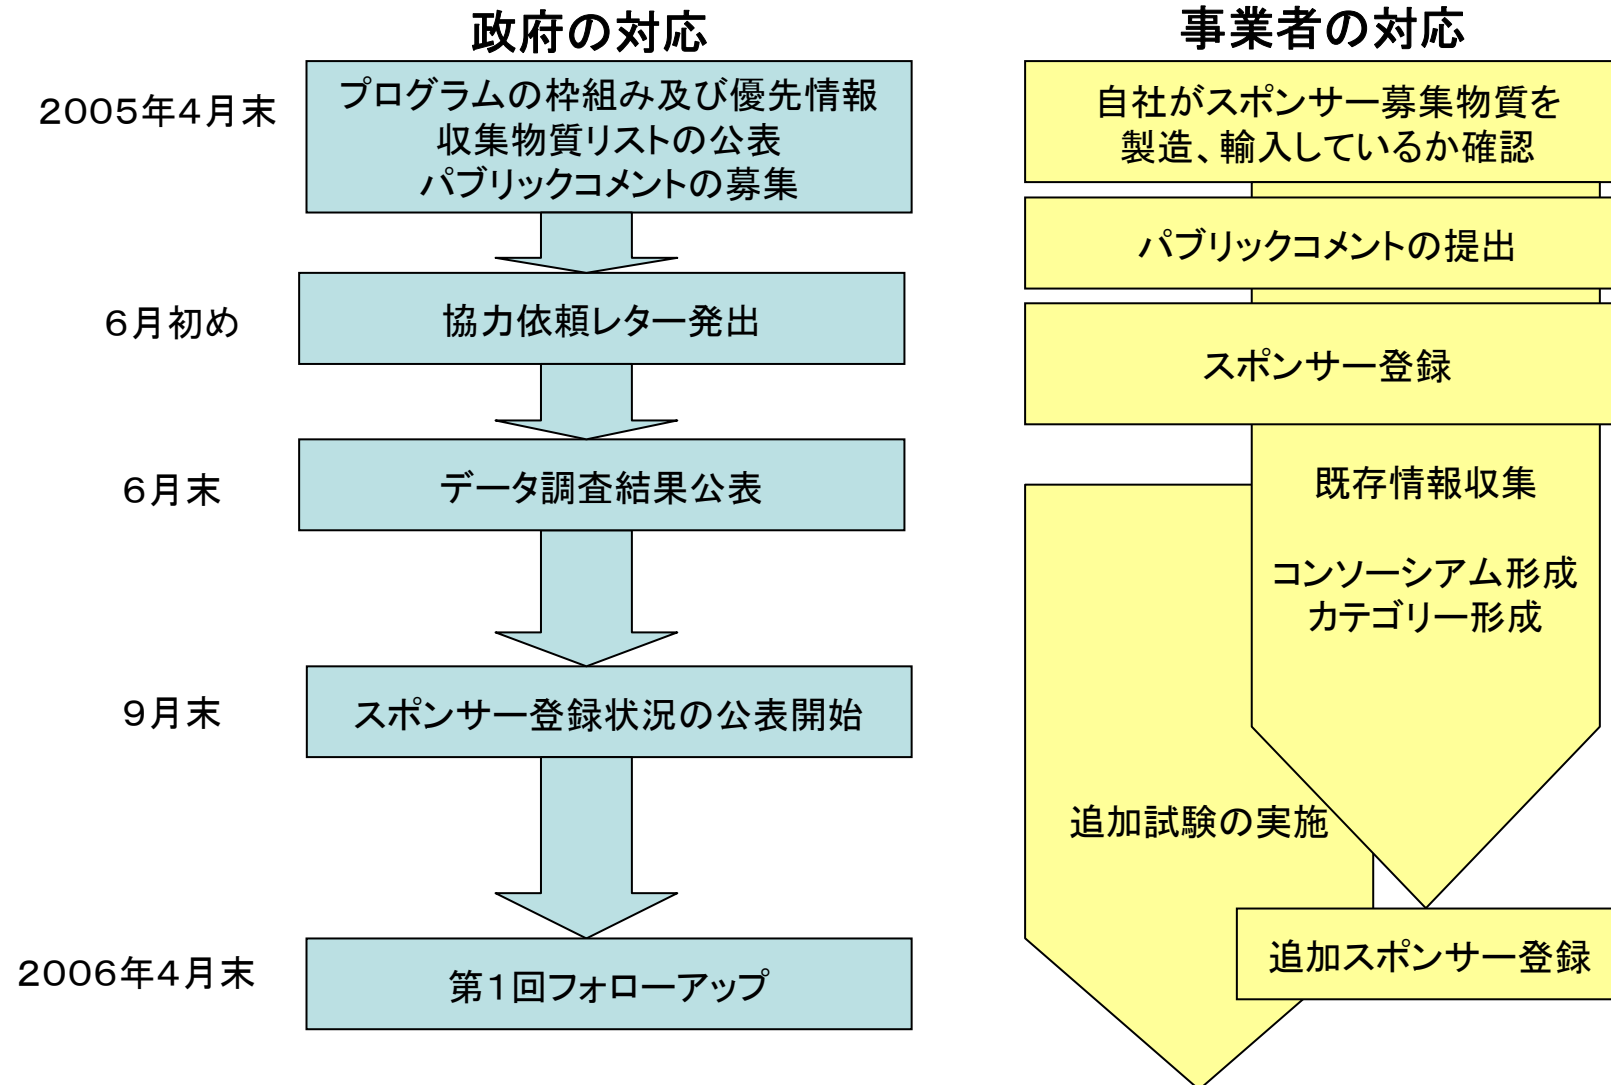 政府の対応
2005年4月末
プログラムの枠組み及び優先情報
収集物質リストの公表
パブリックコメントの募集
6月初め
協力依頼レター発出
6月末
データ調査結果公表
9月末
スポンサー登録状況の公表開始
2006年4月末
第1回フォローアップ
事業者の対応
自社がスポンサー募集物質を
製造、輸入しているか確認
パブリックコメントの提出
スポンサー登録
既存情報収集
コンソーシアム形成
カテゴリー形成
追加試験の実施
追加スポンサー登録